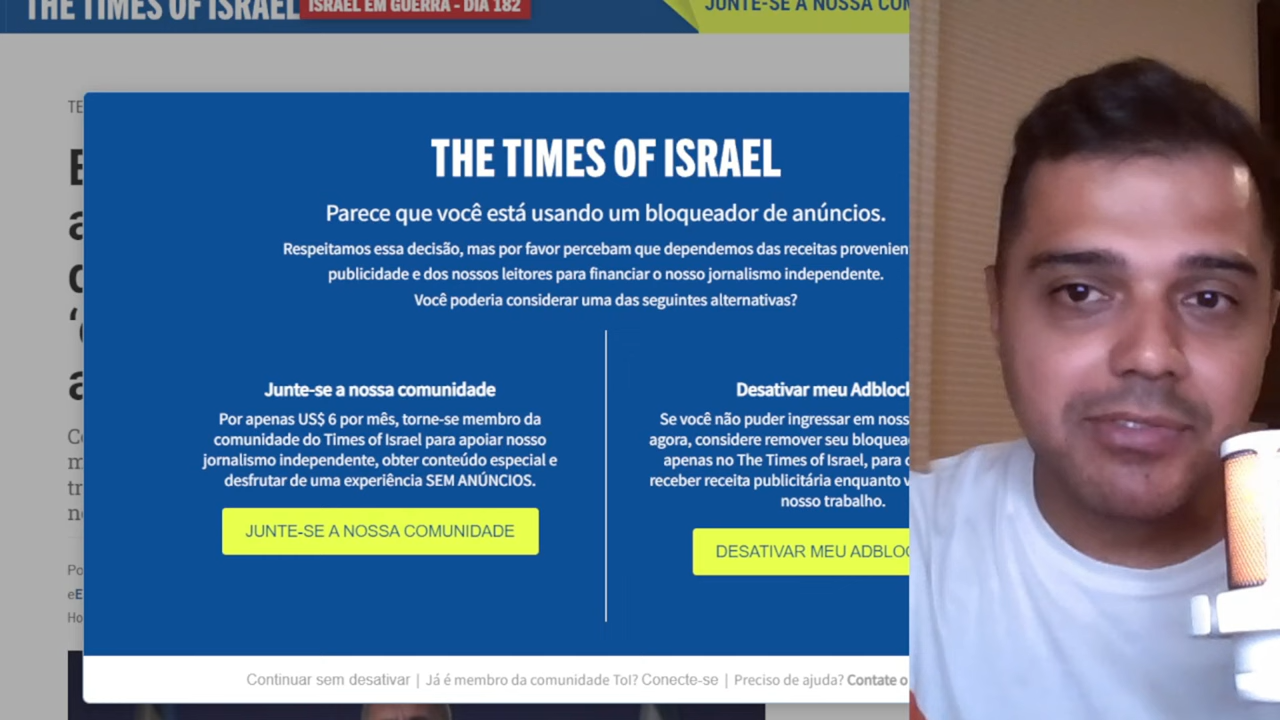 THE TIMES OF ISRAEL
ISRAEL EM GUERRA - DIA 182
JUNTE-SE A NOSSA
THE TIMES OF ISRAEL
Parece que você está usando um bloqueador de anúncios.
Respeitamos essa decisão, mas por favor percebam que dependemos das receitas
publicidade e dos nossos leitores para financiar o nosso jornalismo independente.
Você poderia considerar uma das seguintes alternativas?
Junte-se a nossa comunidade
Por apenas US$ 6 por mês, torne-se membro da
comunidade do Times of Israel para apoiar nosso
jornalismo independente, obter conteúdo especial e
desfrutar de uma experiência SEM ANÚNCIOS.
JUNTE-SE A NOSSA COMUNIDADE
Desativar meu
Se você não puder ingressar em
agora, considere remover seu
apenas no The Times of Israel, para
receber receita publicitária enquanto
nosso trabalho.
DESATIVAR MEU
Continuar sem desativar | Já é membro da comunidade ToI? Conecte-se | Preciso de ajuda? Contate